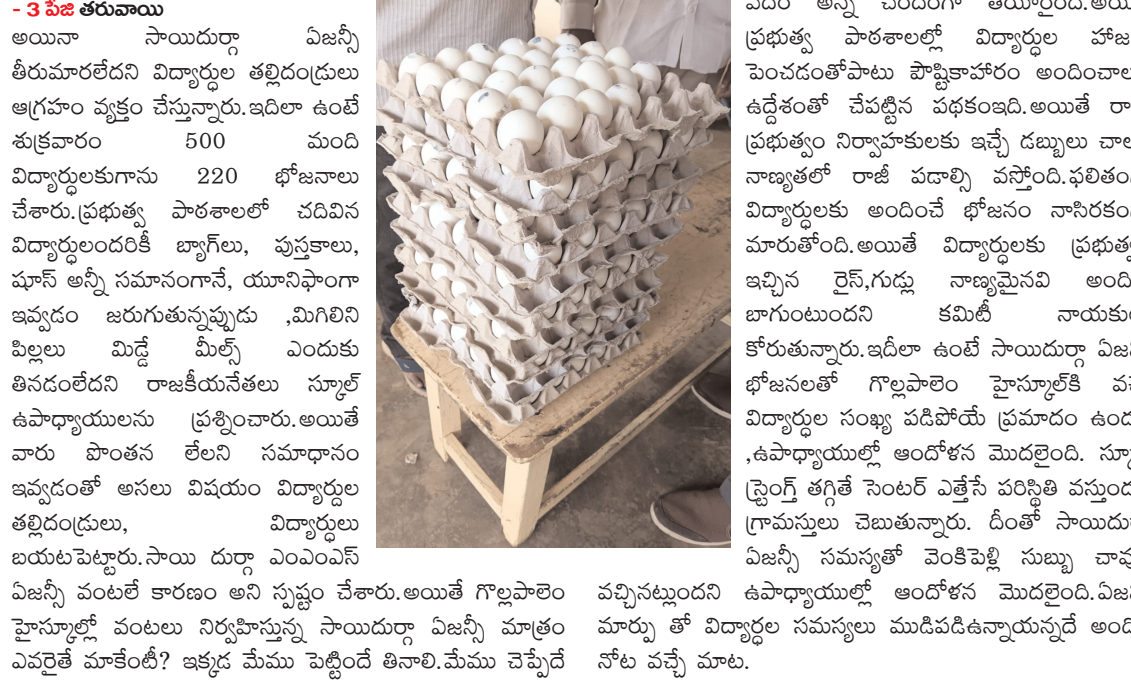 - 3 పేజి తరువాయి
అయినా సాయిదుర్గా ఏజన్సీ
తీరుమారలేదని విద్యార్థుల తల్లిదండ్రులు
ఆగ్రహం వ్యక్తం చేస్తున్నారు.ఇదిలా ఉంటే
శుక్రవారం 500 మంది
విద్యార్థులకుగాను 220 భోజనాలు
చేశారు.ప్రభుత్వ పాఠశాలలో చదివిన
విద్యార్థులందరికీ బ్యాగ్‌లు, పుస్తకాలు,
షూస్ అన్నీ సమానంగానే, యూనిఫాంగా
ఇవ్వడం జరుగుతున్నప్పుడు ,మిగిలిని
పిల్లలు మిడ్డే మీల్స్ ఎందుకు
తినడంలేదని రాజకీయనేతలు స్కూల్
ఉపాధ్యాయులను ప్రశ్నించారు.అయితే
వారు పొంతన లేలని సమాధానం
ఇవ్వడంతో అసలు విషయం విద్యార్థుల
తల్లిదండ్రులు, విద్యార్థులు
బయటపెట్టారు.సాయి దుర్గా ఎంఎంఎస్
ఏజన్సీ వంటలే కారణం అని స్పష్టం చేశారు.అయితే గొల్లపాలెం
హైస్కూల్లో వంటలు నిర్వహిస్తున్న సాయిదుర్గా ఏజన్సీ మాత్రం
ఎవరైతే మాకేంటీ? ఇక్కడ మేము పెట్టిందే తినాలి.మేము చెప్పేదే
ప్రభుత్వ పాఠశాలల్లో విద్యార్థుల
పెంచడంతోపాటు పౌష్టికాహారం
ఉద్దేశంతో చేపట్టిన పథకంఇది.అయితే
ప్రభుత్వం నిర్వాహకులకు ఇచ్చే డబ్బులు
నాణ్యతలో రాజీ పడాల్సి వస్తోంది.
విద్యార్థులకు అందించే భోజనం
మారుతోంది.అయితే విద్యార్థులకు
ఇచ్చిన రైస్,గుడ్లు నాణ్యమైనవి
బాగుంటుందని కమిటీ
కోరుతున్నారు.ఇదీలా ఉంటే సాయిదుర్గా
భోజనలతో గొల్లపాలెం హైస్కూల్‌కి
విద్యార్థుల సంఖ్య పడిపోయే ప్రమాదం
,ఉపాధ్యాయుల్లో ఆందోళన మొదలైంది.
స్ట్రెంగ్త్ తగ్గితే సెంటర్ ఎత్తేసే పరిస్థితి
గ్రామస్తులు చెబుతున్నారు. దీంతో
ఏజన్సీ సమస్యతో వెంకిపెళ్లి సుబ్బు
వచ్చినట్లుందని ఉపాధ్యాయుల్లో ఆందోళన మొదలైంది.
మార్పు తో విద్యార్థల సమస్యలు ముడిపడిఉన్నాయన్నదే
నోట వచ్చే మాట.